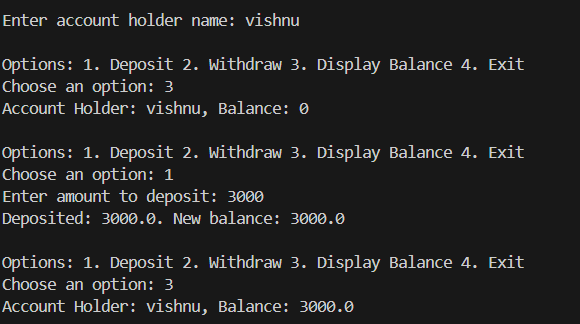 Enter account holder name: vishnu
Options: 1. Deposit 2. Withdraw 3. Display Balance 4. Exit
Choose an option: 3
Account Holder: vishnu, Balance: 0
Options: 1. Deposit 2. Withdraw 3. Display Balance 4. Exit
Choose an option: 1
Enter amount to deposit: 3000
Deposited: 3000.0. New balance: 3000.0
Options: 1. Deposit 2. Withdraw 3. Display Balance 4. Exit
Choose an option: 3
Account Holder: vishnu, Balance: 3000.0